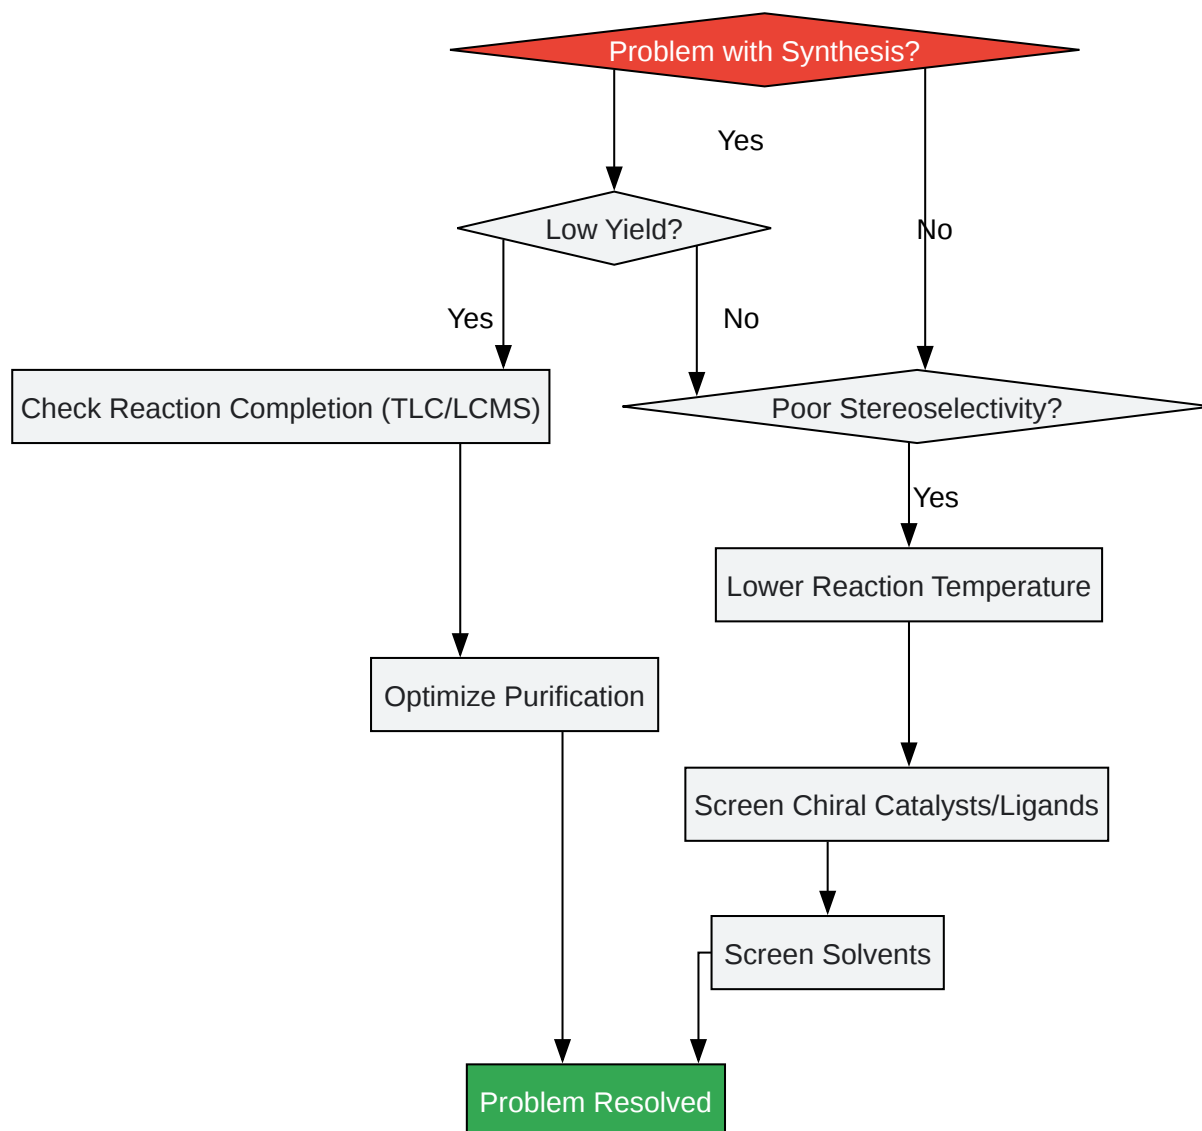 Problem with Synthesis?
Yes
Low Yield?
No
Yes
No
Check Reaction Completion (TLC/LCMS)
Poor Stereoselectivity?
Yes
Lower Reaction Temperature
Optimize Purification
Screen Chiral Catalysts/Ligands
Screen Solvents
Problem Resolved